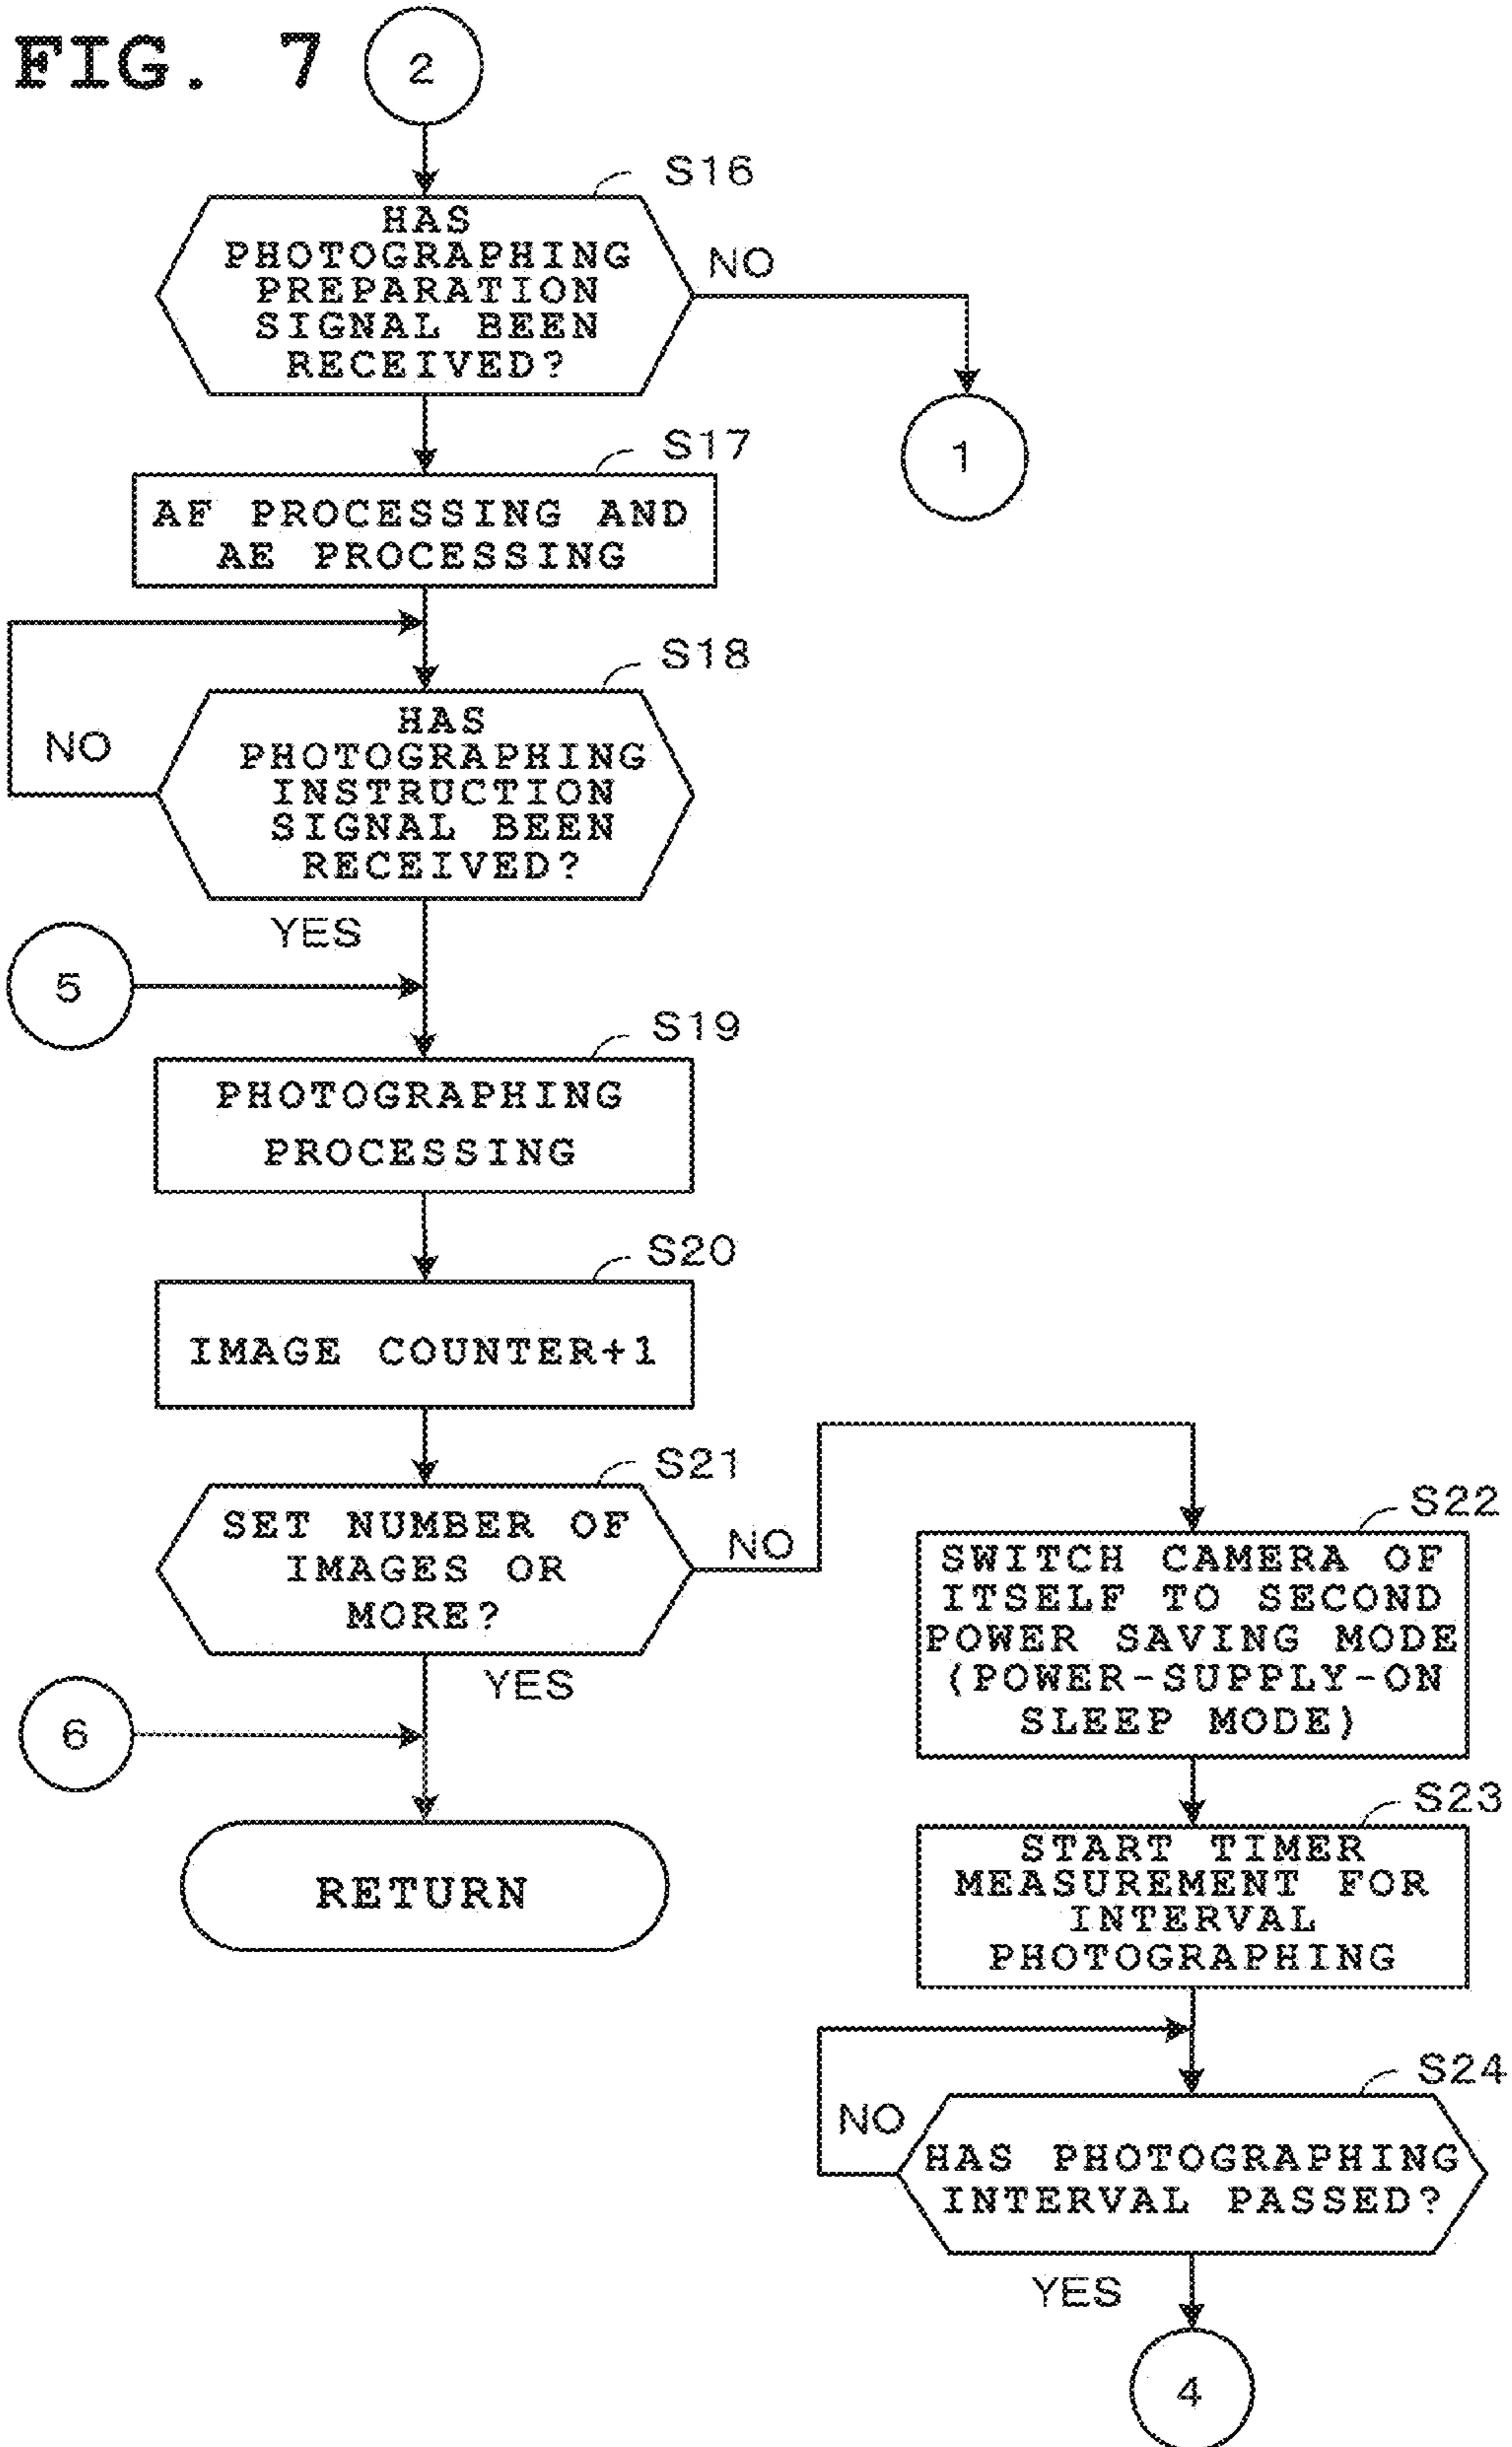 FIG. 7
2
S16
HAS
PHOTOGRAPHING
PREPARATION
SIGNAL BEEN
RECEIVED?
NO
1
S17
AF PROCESSING AND
AE PROCESSING
S18
HAS
PHOTOGRAPHING
INSTRUCTION
SIGNAL BEEN
RECEIVED?
NO
YES
5
S19
PHOTOGRAPHING
PROCESSING
S20
IMAGE COUNTER+1
S21
SET NUMBER OF
IMAGES OR
MORE?
NO
YES
6
RETURN
S22
SWITCH CAMERA OF
ITSELF TO SECOND
POWER SAVING MODE
(POWER-SUPPLY-ON
SLEEP MODE)
S23
START TIMER
MEASUREMENT FOR
INTERVAL
PHOTOGRAPHING
S24
NO
HAS PHOTOGRAPHING
INTERVAL PASSED?
YES
4